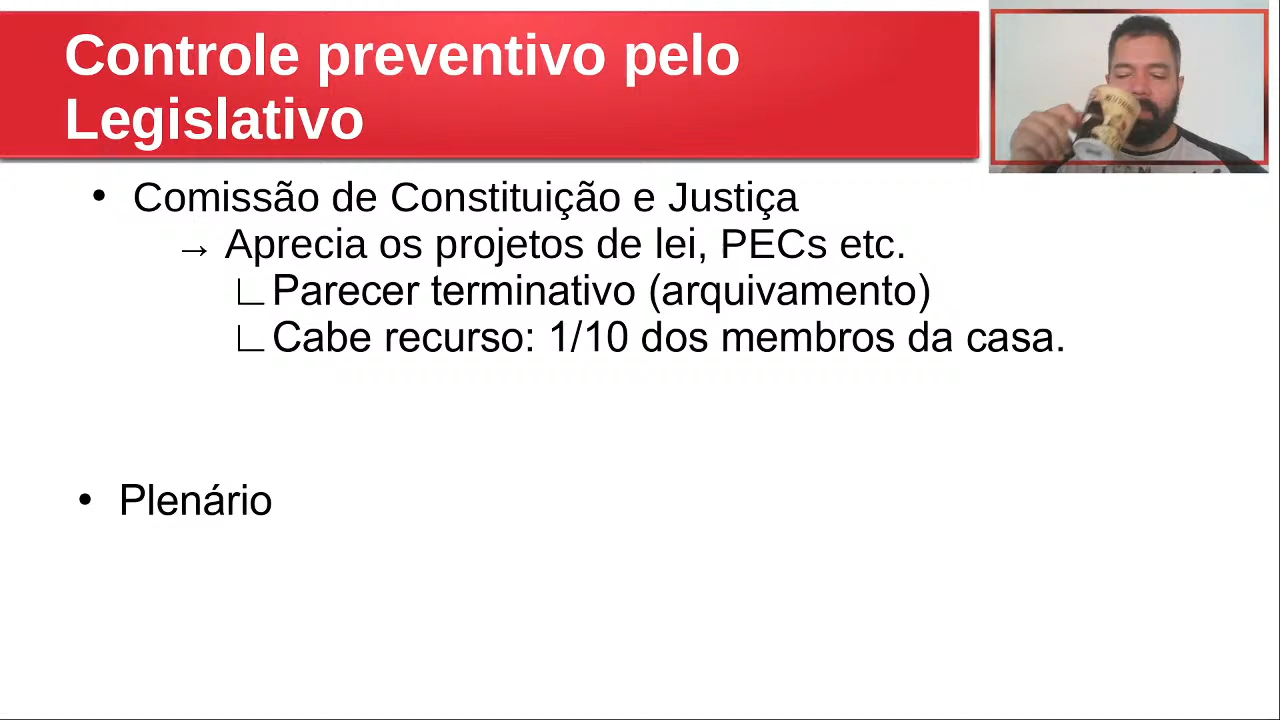 Controle preventivo pelo
Legislativo
• Comissão de Constituição e Justiça
→ Aprecia os projetos de lei, PECs etc.
∟Parecer terminativo (arquivamento)
∟Cabe recurso: 1/10 dos membros da casa.
• Plenário